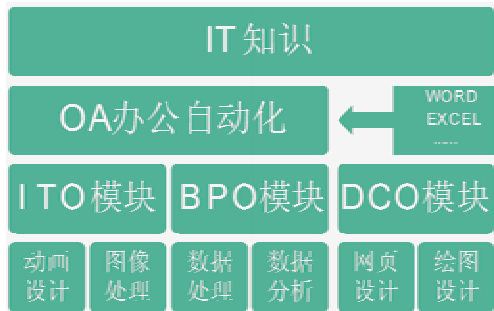 IT 知识
OA办公自动化
WORD
EXCEL
......
ITO模块
BPO模块
DCO模块
动画
设计
图像
处理
数据
处理
数据
分析
网页
设计
绘图
设计